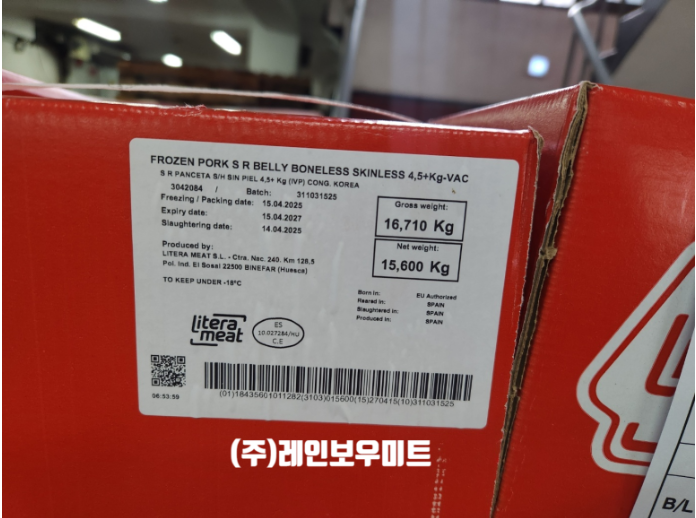 FROZEN PORK S R BELLY BONELESS SKINLESS 4,5+Kg-VAC
S R PANCETA S/H SIN PIEL 4,5+ Kg (IVP) CONG. KOREA
3042084 / Batch: 311031525
Freezing / Packing date: 15.04.2025
Expiry date: 15.04.2027
Slaughtering date: 14.04.2025
Gross weight:
16,710 Kg
Net weight:
15,600 Kg
Produced by:
LITERA MEAT S.L. - Ctra. Nac. 240. Km 126,5
Pol. Ind. El Sosal 22500 BINEFAR (Huesca)
TO KEEP UNDER -18ºC
Born in: EU Authorized
Reared in: SPAIN
Slaughtered in: SPAIN
Produced in: SPAIN
litera
meat
ES
10.027284/HU
C.E
06:53:59
(01)18435601011282(3103)015600(15)270415(10)311031525
(주)레인보우미트
B/L